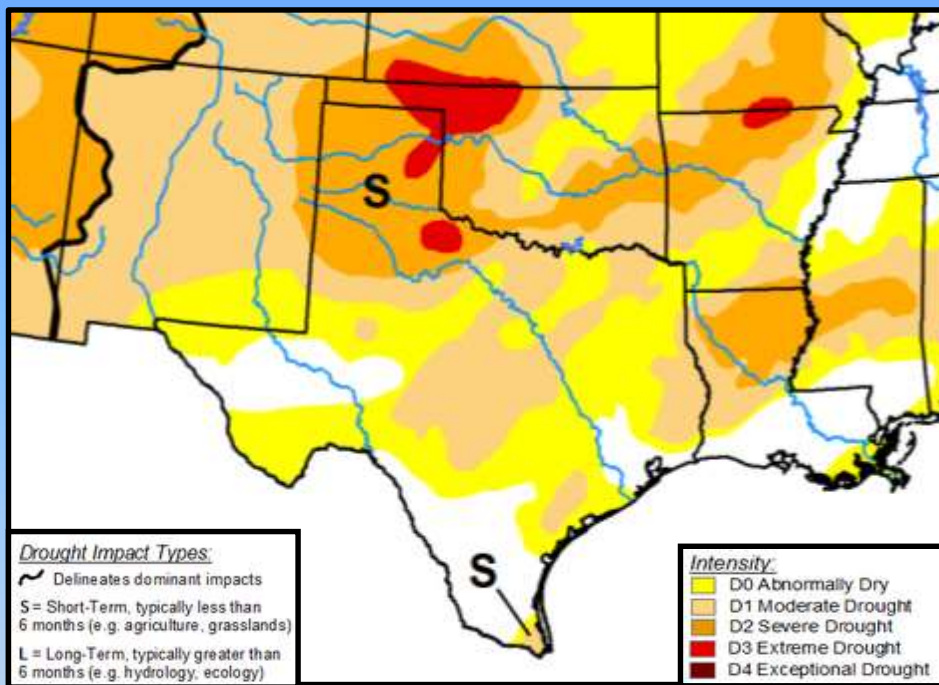 S
S
Drought Impact Types:
Delineates dominant impacts
S = Short-Term, typically less than
6 months (e.g. agriculture, grasslands)
L = Long-Term, typically greater than
6 months (e.g. hydrology, ecology)
Intensity:
D0 Abnormally Dry
D1 Moderate Drought
D2 Severe Drought
D3 Extreme Drought
D4 Exceptional Drought